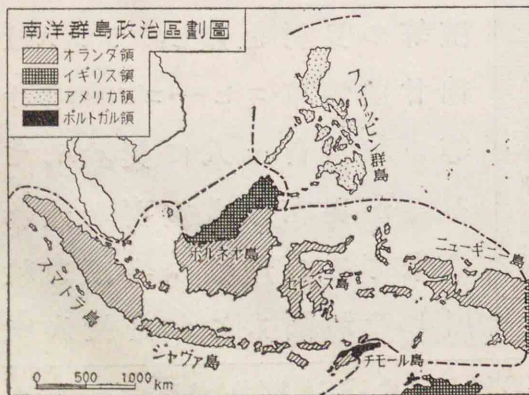 南洋群島政治區劃圖
オランダ領
イギリス領
アメリカ領
ポルトガル領
フィリッピン群島
ボルネオ島
セレベス島
ニューギニー島
スマトラ島
ジャヴァ島
チモール島
0 500 1000
km